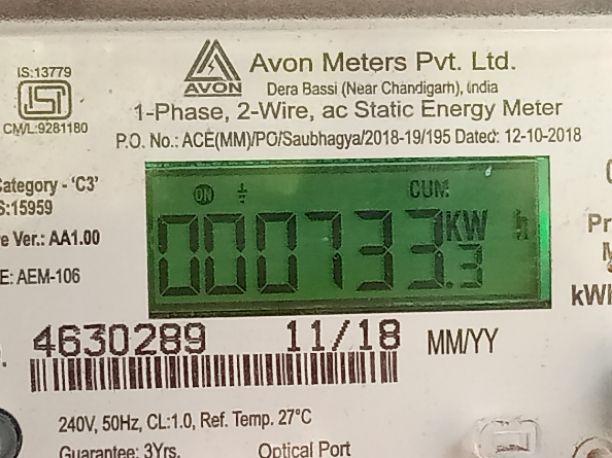 Avon Meters Pvt. Ltd.
IS:13779
AVON
Dera Bassi (Near Chandigarh), India
ISI
1-Phase, 2-Wire, ac Static Energy Meter
CM/L:9281180
P.O. No.: ACE(MM)/PO/Saubhagya/2018-19/195 Dated: 12-10-2018
Category - 'C3'
ON CUM
S:15959
000733.3 KW h
e Ver.: AA1.00
E: AEM-106
kWh
4630289 11/18 MM/YY
240V, 50Hz, CL:1.0, Ref. Temp. 27°C
Guarantee: 3Yrs. Optical Port